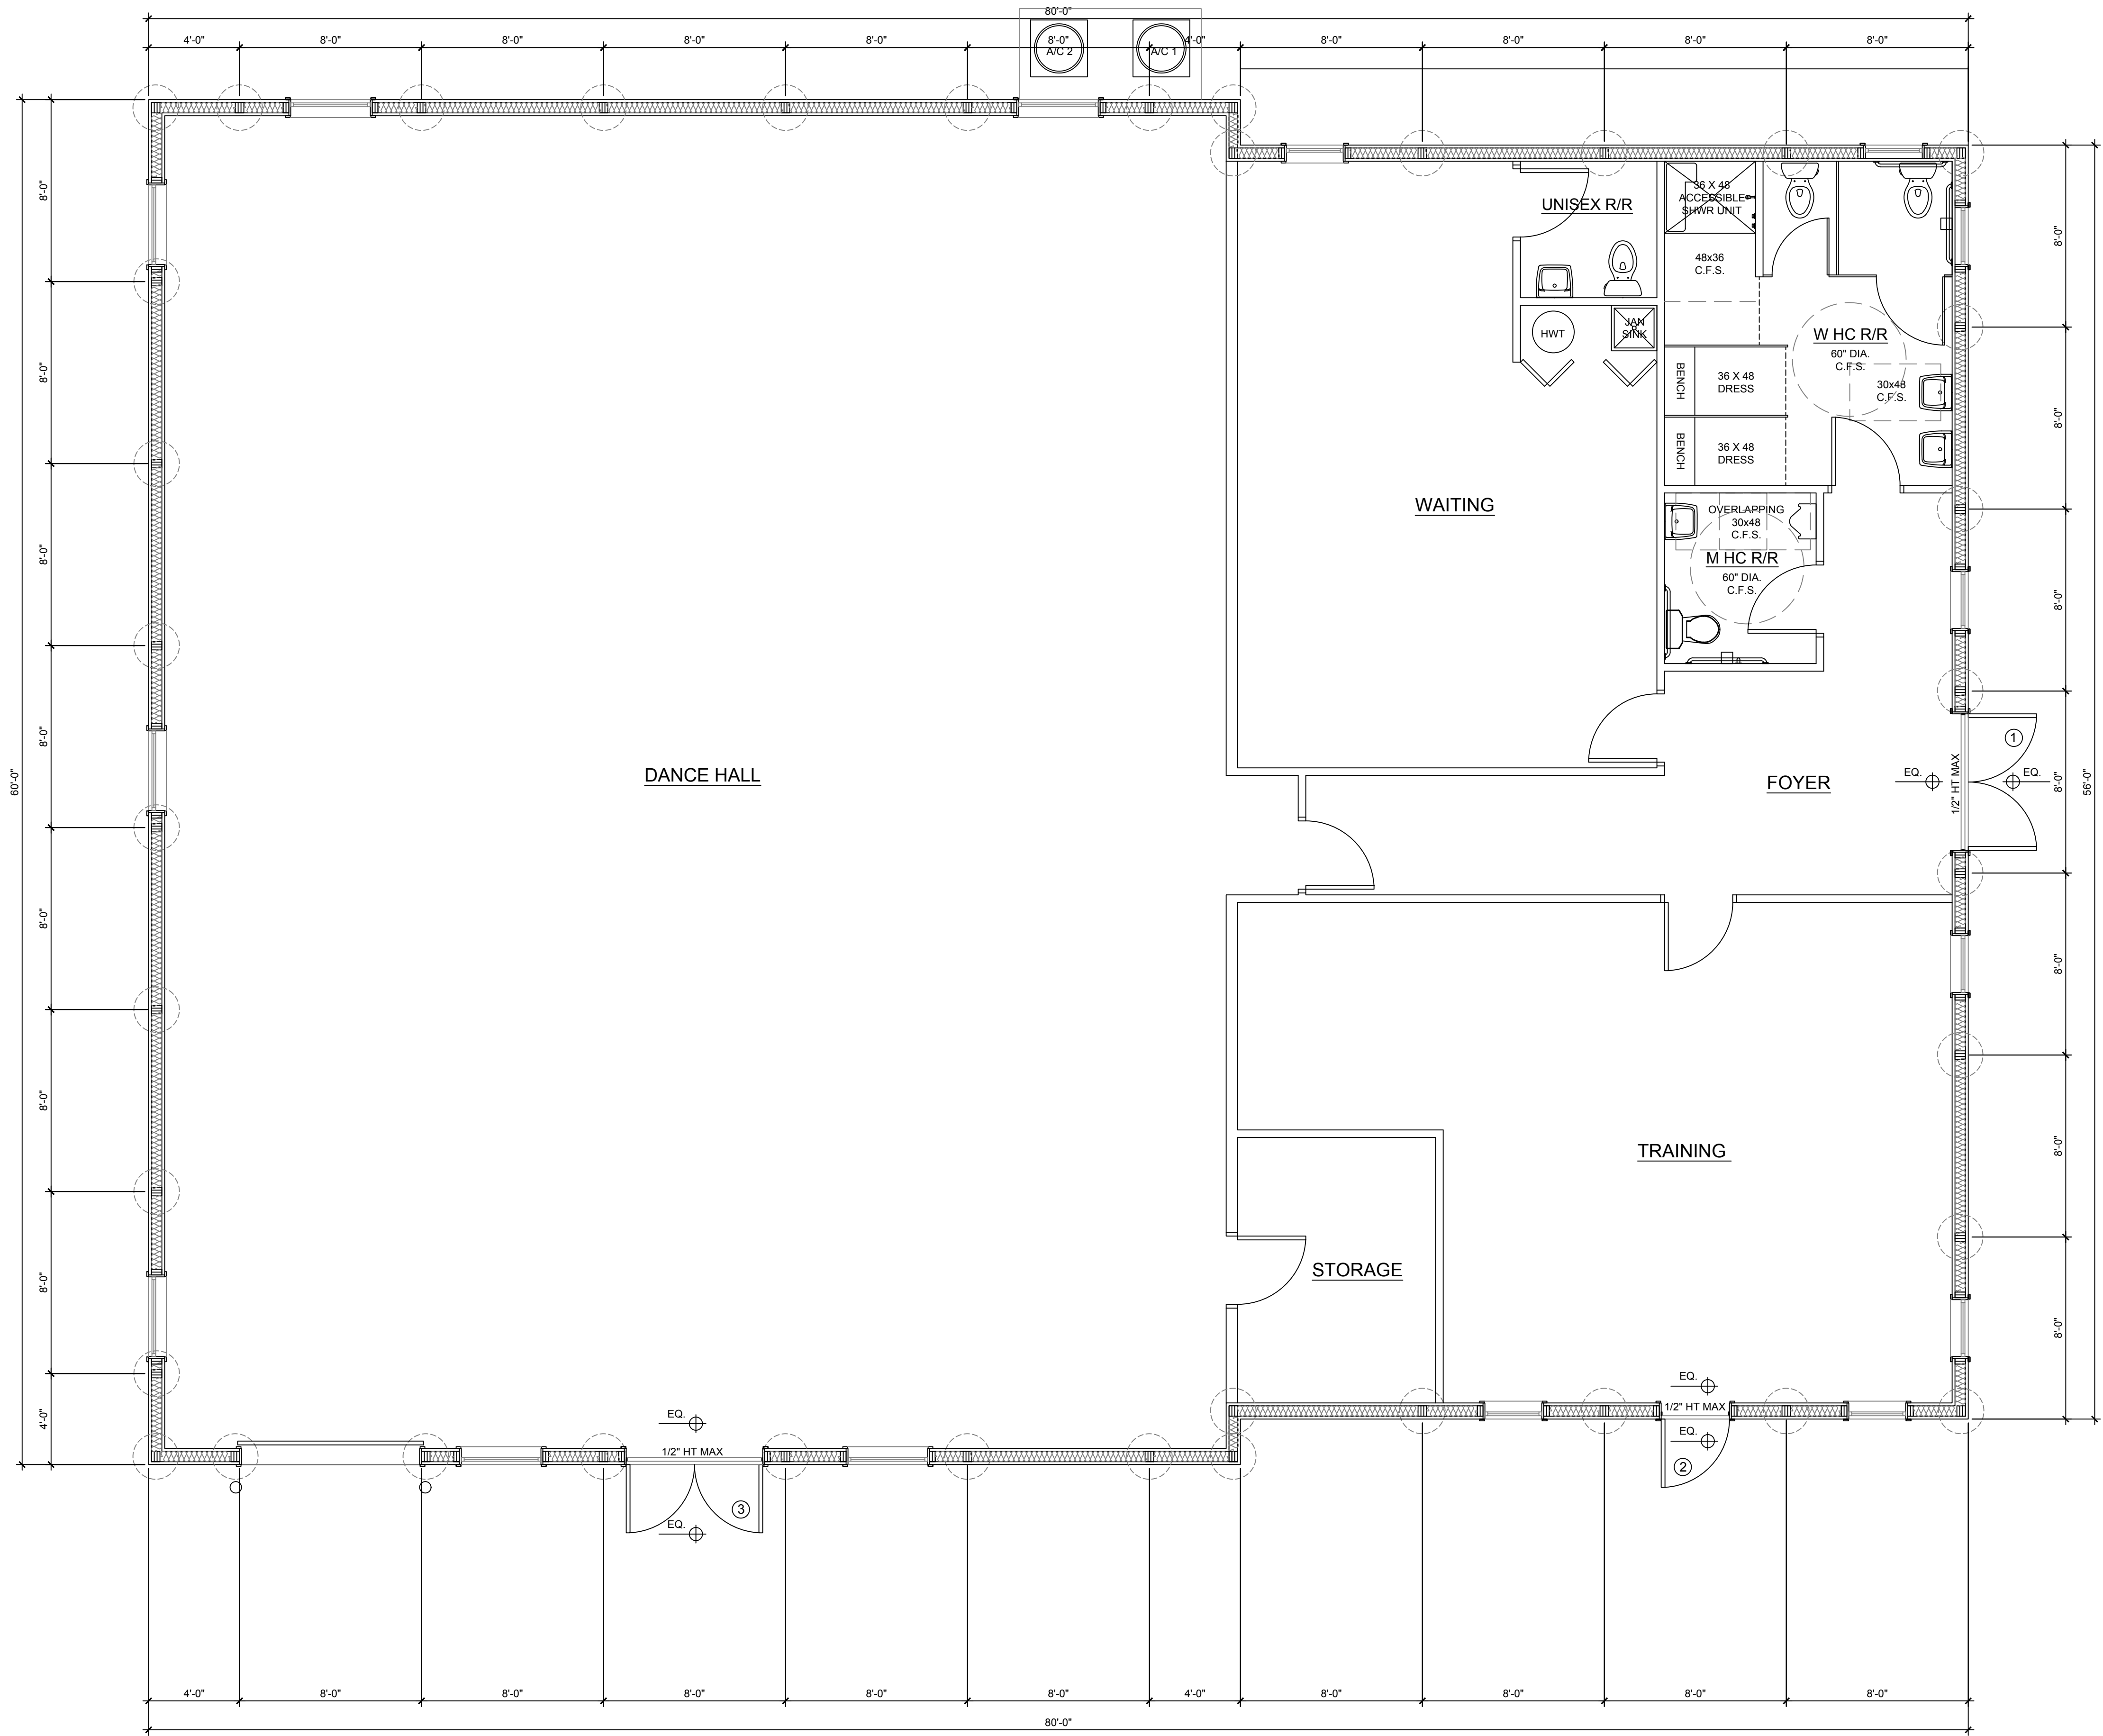 80'-0"
4'-0" 8'-0" 8'-0" 8'-0" 8'-0" 8'-0" 4'-0" 8'-0" 8'-0" 8'-0" 8'-0"
A/C 2
A/C 1
UNISEX R/R
36 X 48
ACCESSIBLE
SHWR UNIT
48x36
C.F.S.
HWT
JAN
SINK
W HC R/R
60" DIA.
C.F.S.
30x48
C.F.S.
BENCH
36 X 48
DRESS
BENCH
36 X 48
DRESS
WAITING
OVERLAPPING
30x48
C.F.S.
M HC R/R
60" DIA.
C.F.S.
DANCE HALL
FOYER
EQ.
1/2" HT MAX
EQ.
1
TRAINING
STORAGE
EQ.
1/2" HT MAX
EQ.
2
EQ.
1/2" HT MAX
EQ.
3
60'-0"
8'-0"
8'-0"
8'-0"
8'-0"
8'-0"
8'-0"
8'-0"
4'-0"
8'-0"
8'-0"
8'-0"
8'-0"
8'-0"
8'-0"
8'-0"
56'-0"
4'-0" 8'-0" 8'-0" 8'-0" 8'-0" 8'-0" 4'-0" 8'-0" 8'-0" 8'-0" 8'-0"
80'-0"